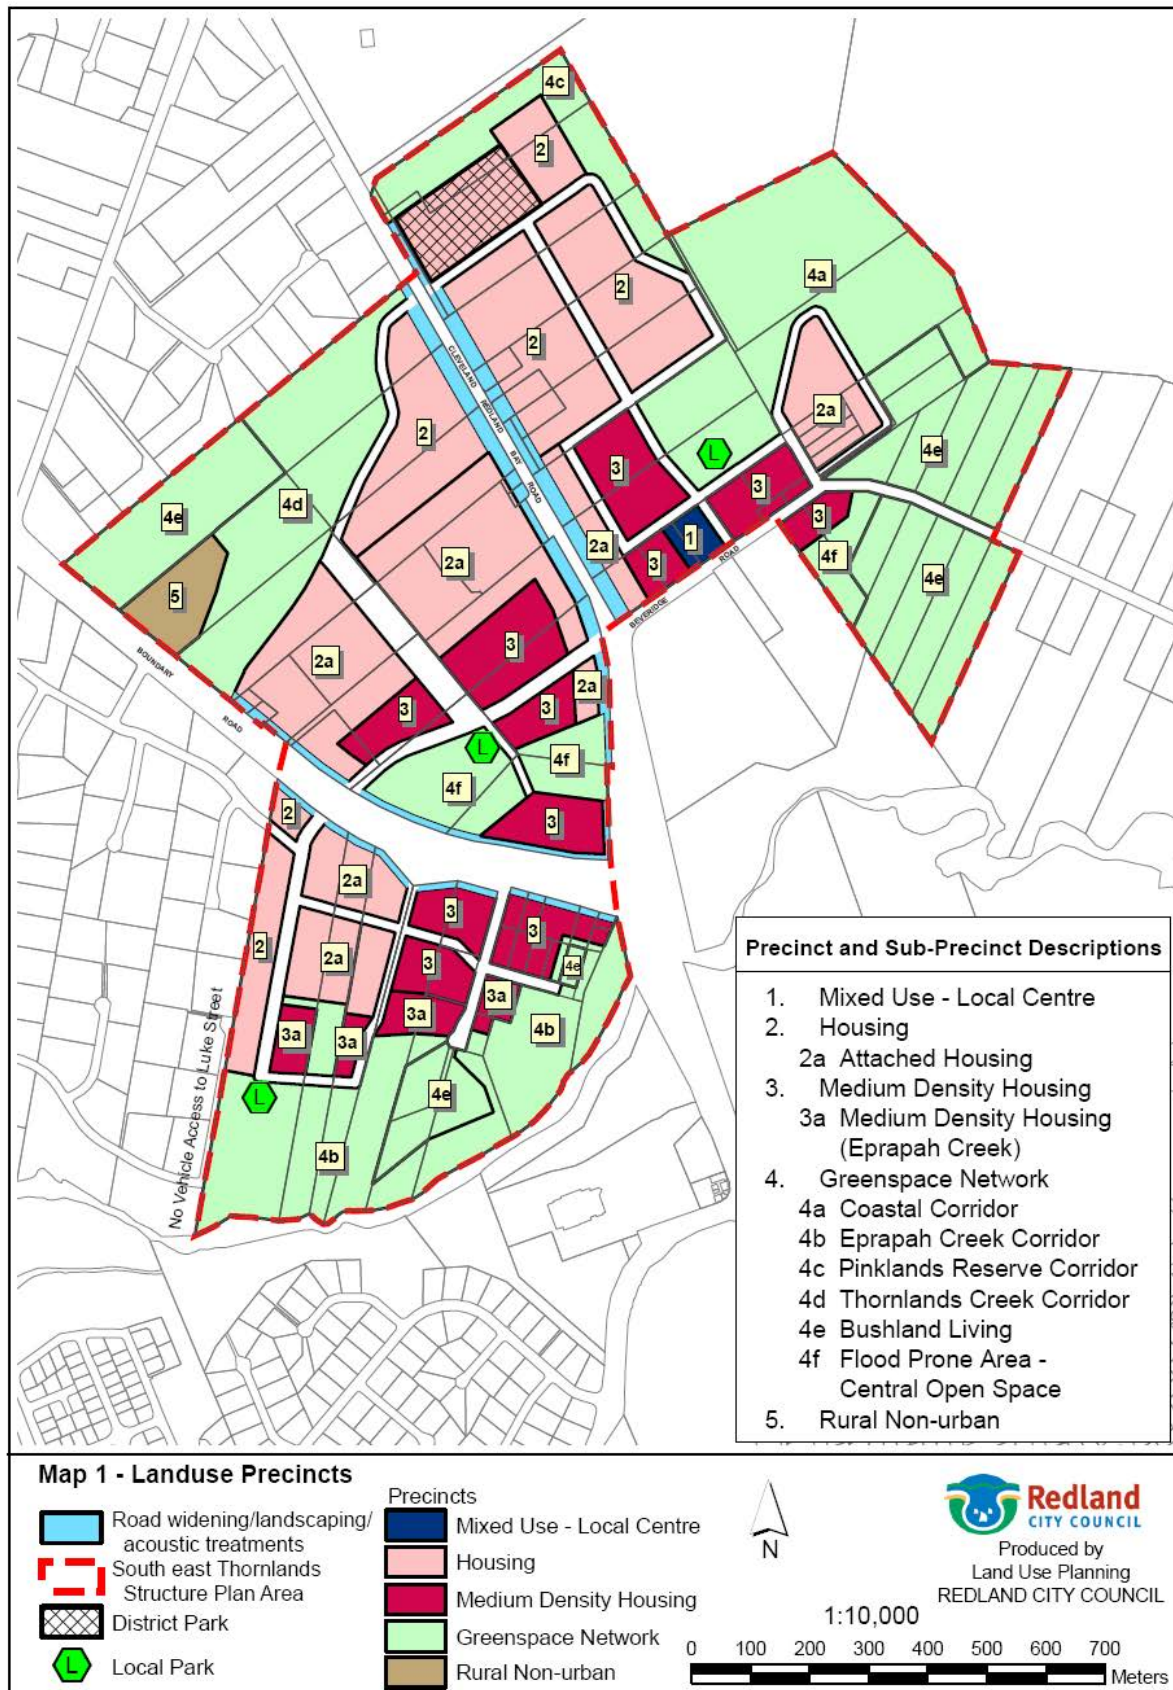 4c
2
4a
2
2
2a
2
4e
3
L
4d
3
4e
CLEVELAND REDLAND BAY ROAD
3
1
2a
4f
2a
3
4e
5
BEVERIDGE ROAD
3
BOUNDARY ROAD
2a
2a
3
3
L
4f
4f
2
3
2a
3
3
2
2a
3
4e
3a
3a
4b
3a
3a
L
4e
4b
No Vehicle Access to Luke Street
Precinct and Sub-Precinct Descriptions
1. Mixed Use - Local Centre
2. Housing
2a Attached Housing
3. Medium Density Housing
3a Medium Density Housing
(Eprapah Creek)
4. Greenspace Network
4a Coastal Corridor
4b Eprapah Creek Corridor
4c Pinklands Reserve Corridor
4d Thornlands Creek Corridor
4e Bushland Living
4f Flood Prone Area -
Central Open Space
5. Rural Non-urban
Map 1 - Landuse Precincts
Road widening/landscaping/
acoustic treatments
South east Thornlands
Structure Plan Area
District Park
L Local Park
Precincts
Mixed Use - Local Centre
Housing
Medium Density Housing
Greenspace Network
Rural Non-urban
N
1:10,000
0 100 200 300 400 500 600 700
Meters
Redland
CITY COUNCIL
Produced by
Land Use Planning
REDLAND CITY COUNCIL